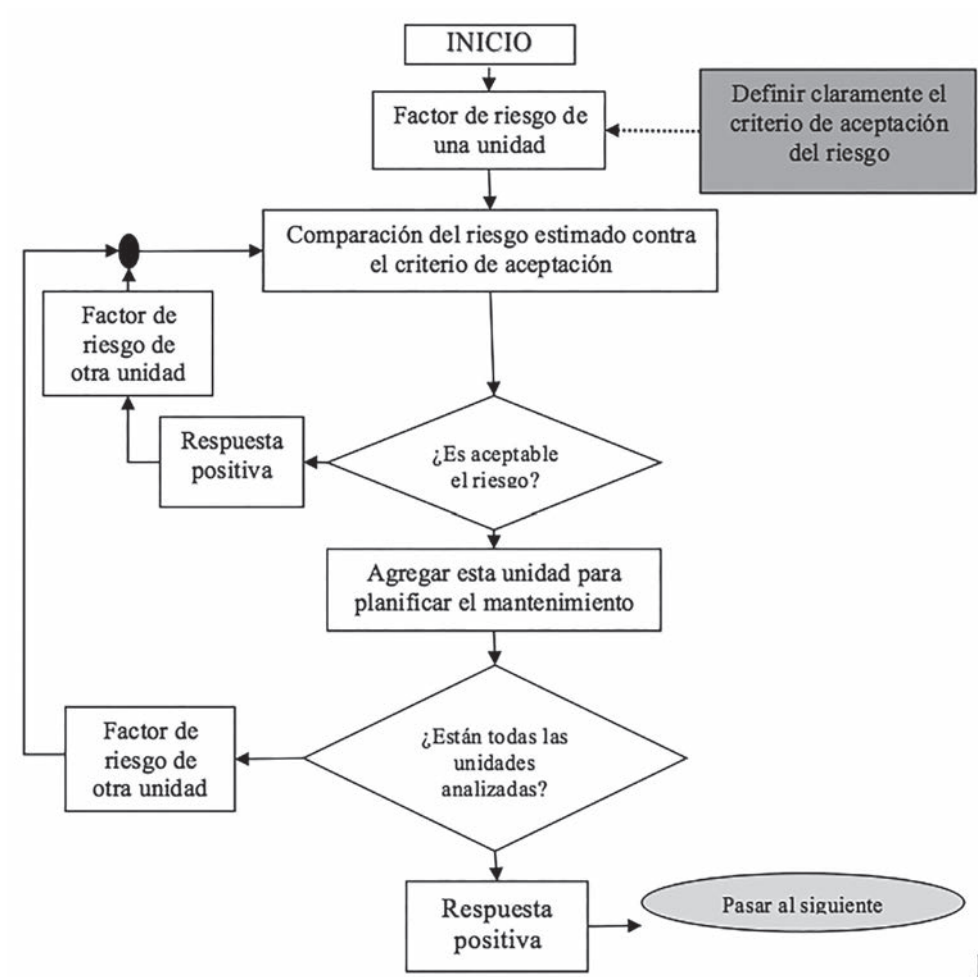 INICIO
Factor de riesgo de
una unidad
Definir claramente el
criterio de aceptación
del riesgo
Comparación del riesgo estimado contra
el criterio de aceptación
Factor de
riesgo de
otra unidad
Respuesta
positiva
¿Es aceptable
el riesgo?
Agregar esta unidad para
planificar el mantenimiento
Factor de
riesgo de
otra unidad
¿Están todas las
unidades
analizadas?
Respuesta
positiva
Pasar al siguiente